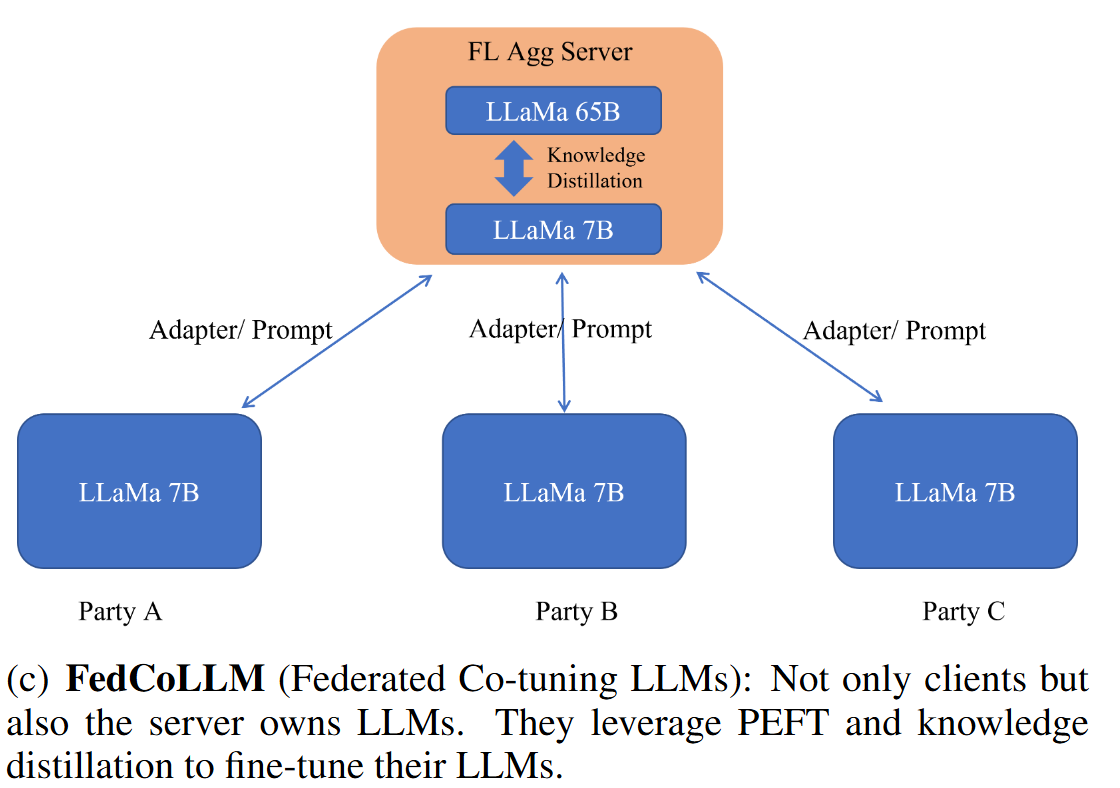 FL Agg Server
LLaMa 65B
Knowledge
Distillation
LLaMa 7B
Adapter/ Prompt
Adapter/ Prompt
Adapter/ Prompt
LLaMa 7B
LLaMa 7B
LLaMa 7B
Party A
Party B
Party C
(c) FedCoLLM (Federated Co-tuning LLMs): Not only clients but
also the server owns LLMs. They leverage PEFT and knowledge
distillation to fine-tune their LLMs.